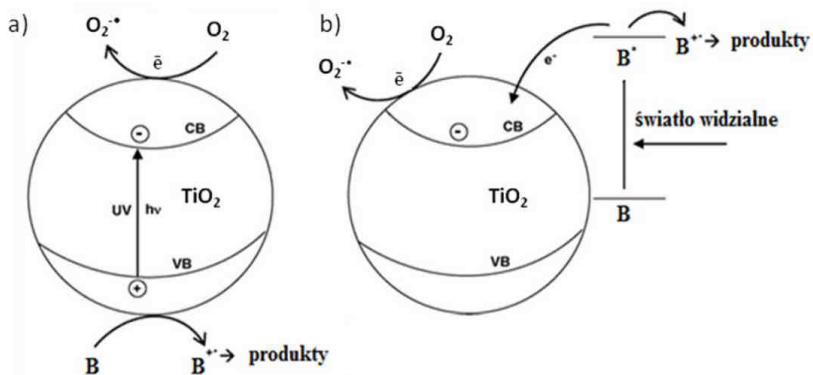 a)
O₂⁻•
O₂
ē
⊖
CB
UV
hν
TiO₂
VB
⊕
B
B⁺• → produkty
b)
O₂
O₂⁻•
ē
e⁻
B*
B⁺• → produkty
⊖
CB
światło widzialne
TiO₂
B
VB